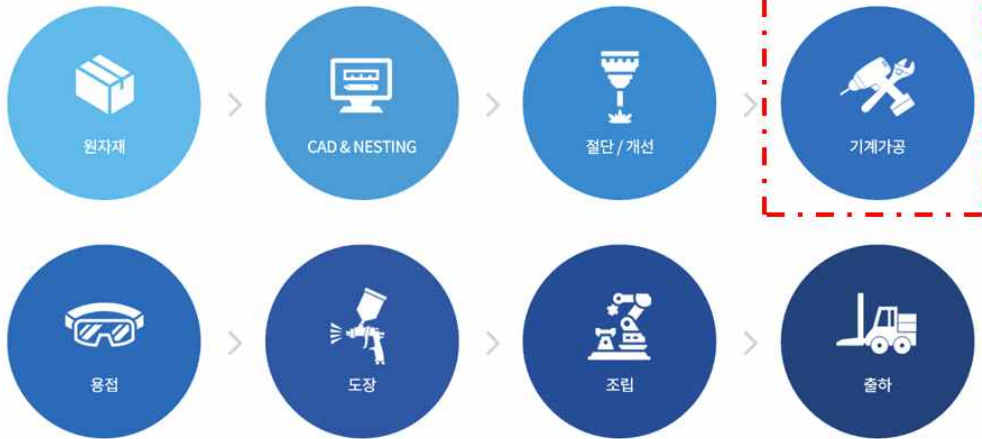 원자재
CAD & NESTING
절단 / 개선
기계가공
용접
도장
조립
출하